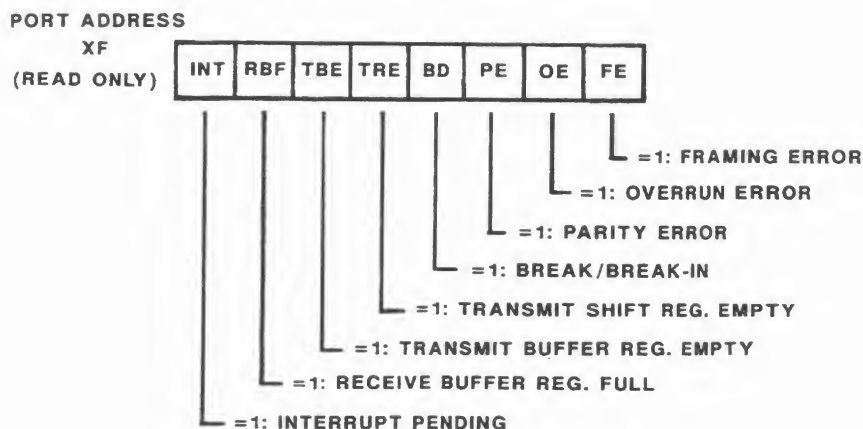 PORT ADDRESS
XF
(READ ONLY)
INT RBF TBE TRE BD PE OE FE
=1: FRAMING ERROR
=1: OVERRUN ERROR
=1: PARITY ERROR
=1: BREAK/BREAK-IN
=1: TRANSMIT SHIFT REG. EMPTY
=1: TRANSMIT BUFFER REG. EMPTY
=1: RECEIVE BUFFER REG. FULL
=1: INTERRUPT PENDING